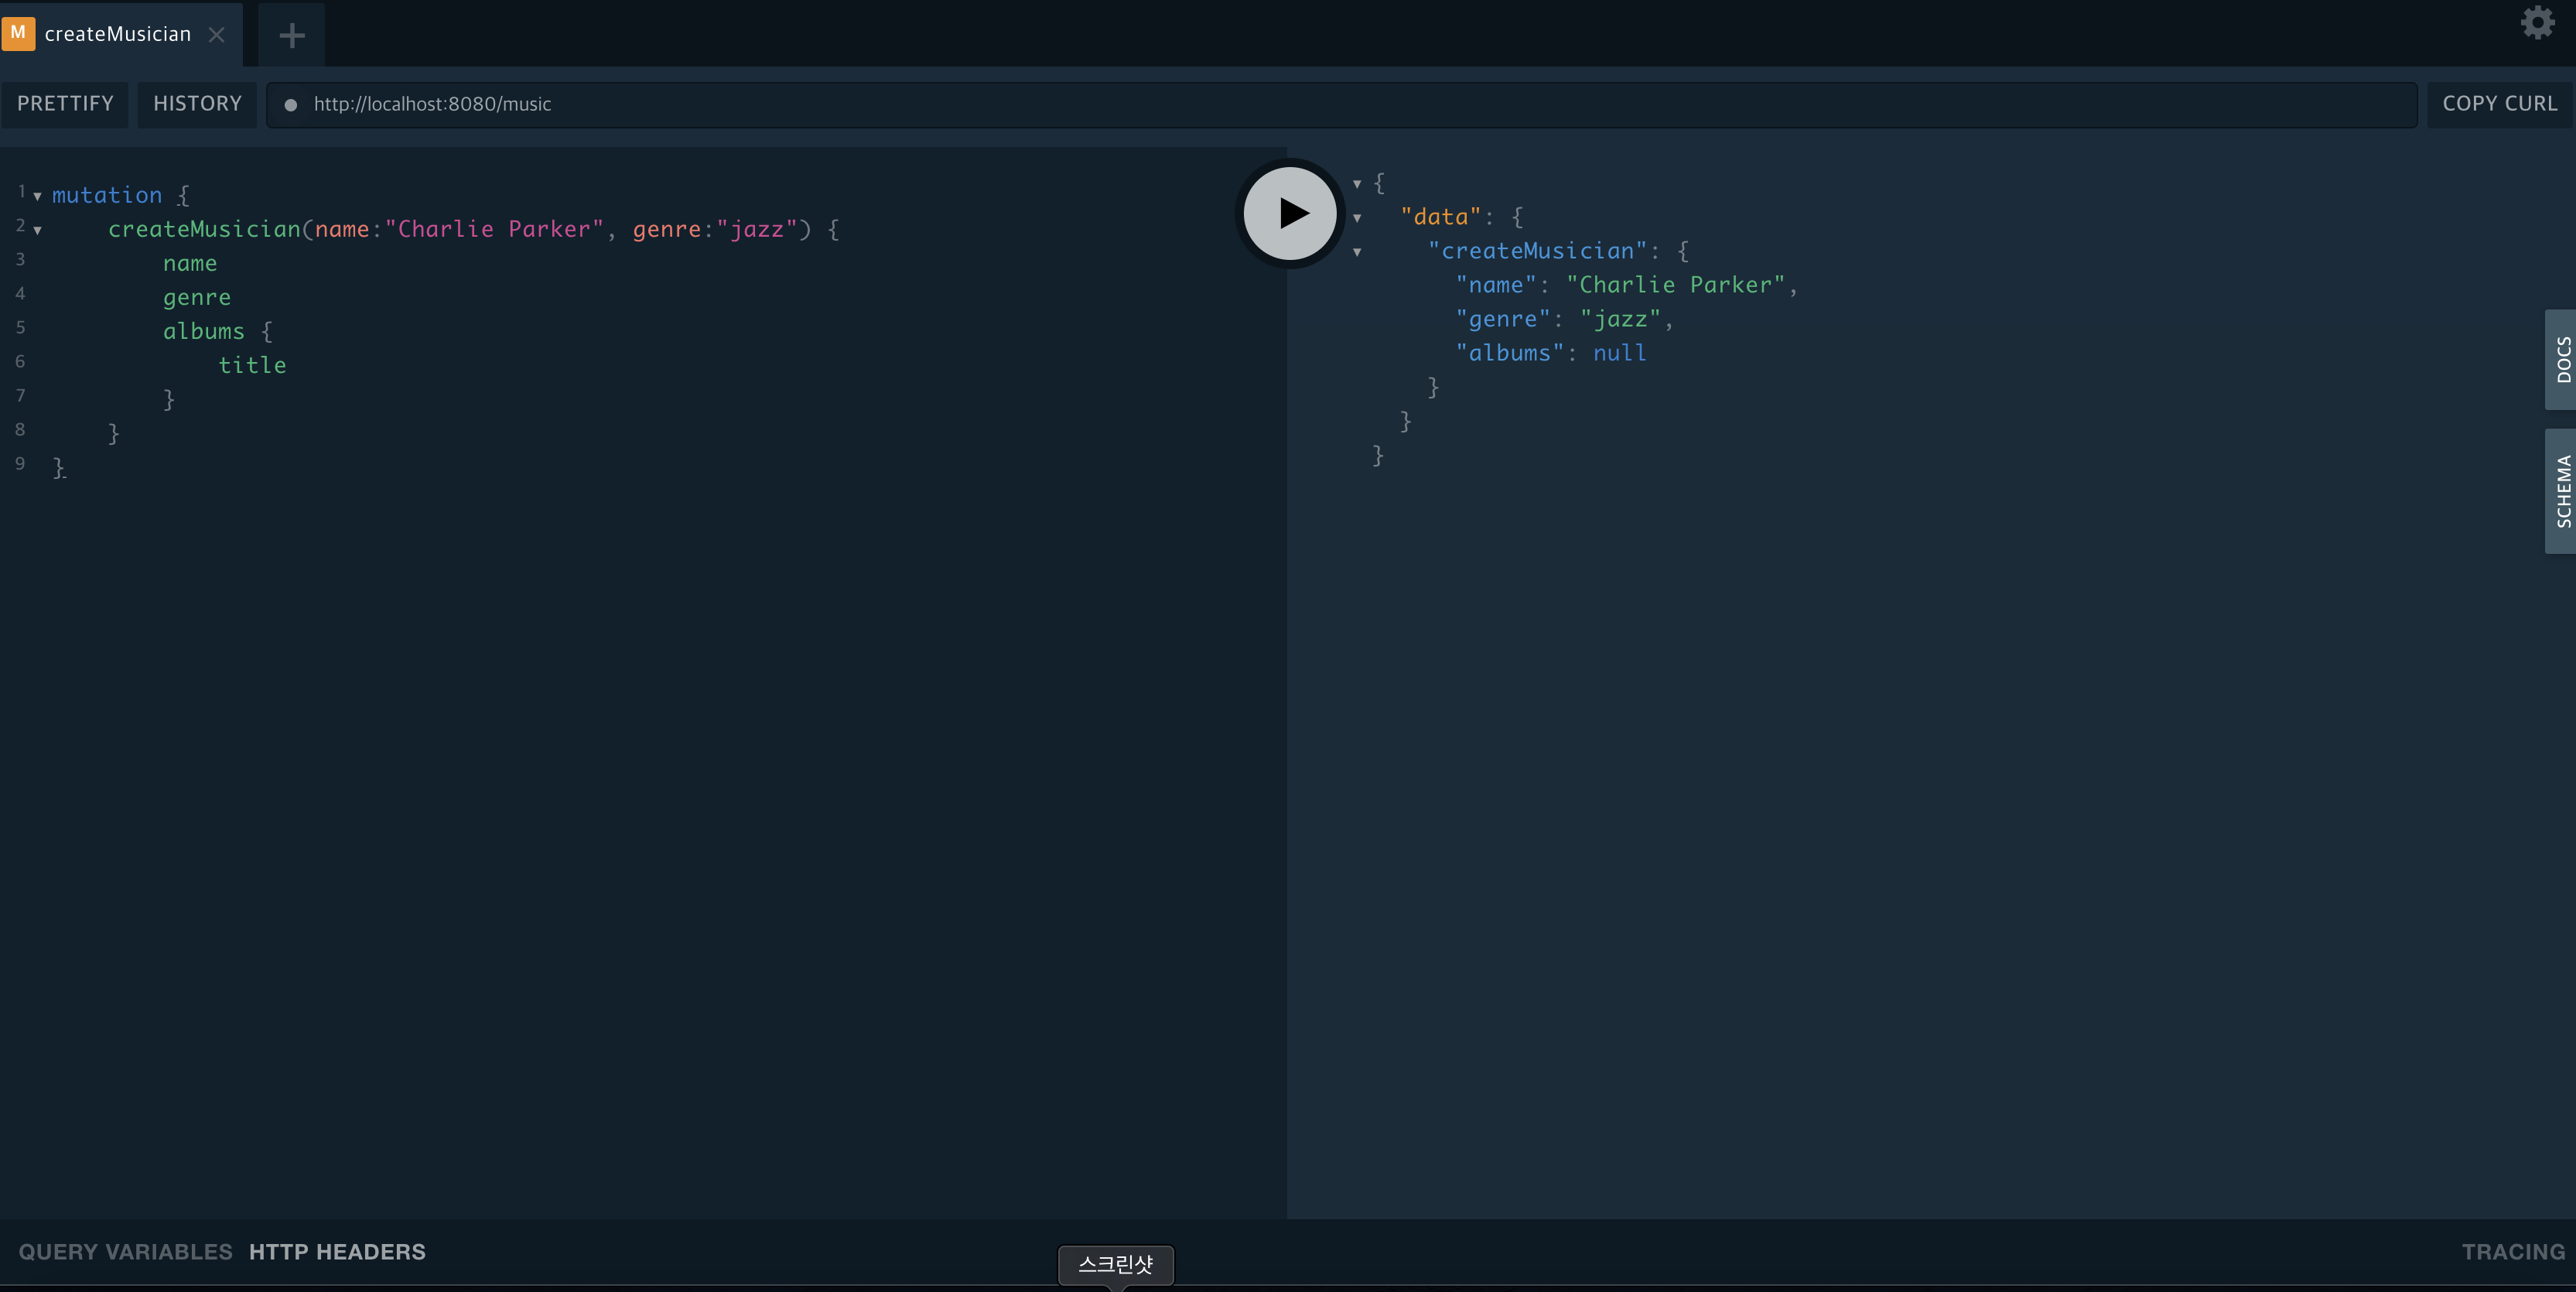 M createMusician
PRETTIFY HISTORY http://localhost:8080/music COPY CURL
1 mutation {
2 createMusician(name:"Charlie Parker", genre:"jazz") {
3 name
4 genre
5 albums {
6 title
7 }
8 }
9 }
{
"data": {
"createMusician": {
"name": "Charlie Parker",
"genre": "jazz",
"albums": null
}
}
}
DOCS
SCHEMA
QUERY VARIABLES HTTP HEADERS
스크린샷
TRACING